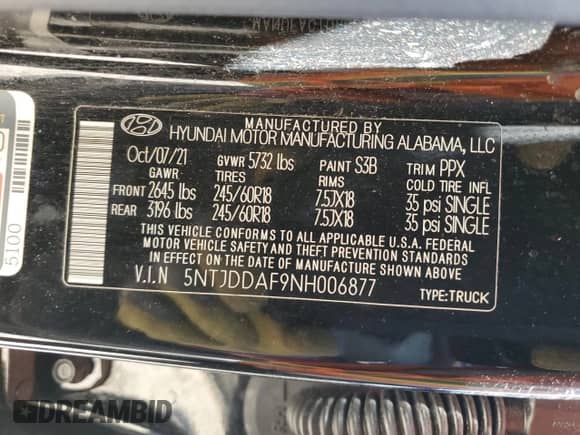 MANUFACTURED BY
HYUNDAI MOTOR MANUFACTURING ALABAMA, LLC
Oct/07/21 GVWR 5732 lbs PAINT S3B TRIM PPX
GAWR TIRES RIMS COLD TIRE INFL
FRONT 2645 lbs 245/60R18 7.5JX18 35 psi SINGLE
REAR 3196 lbs 245/60R18 7.5JX18 35 psi SINGLE
THIS VEHICLE CONFORMS TO ALL APPLICABLE U.S.A. FEDERAL
MOTOR VEHICLE SAFETY AND THEFT PREVENTION STANDARDS
IN EFFECT ON THE DATE OF MANUFACTURE SHOWN ABOVE.
V.I.N 5NTJDDAF9NH006877
TYPE:TRUCK
5100
DREAMBID